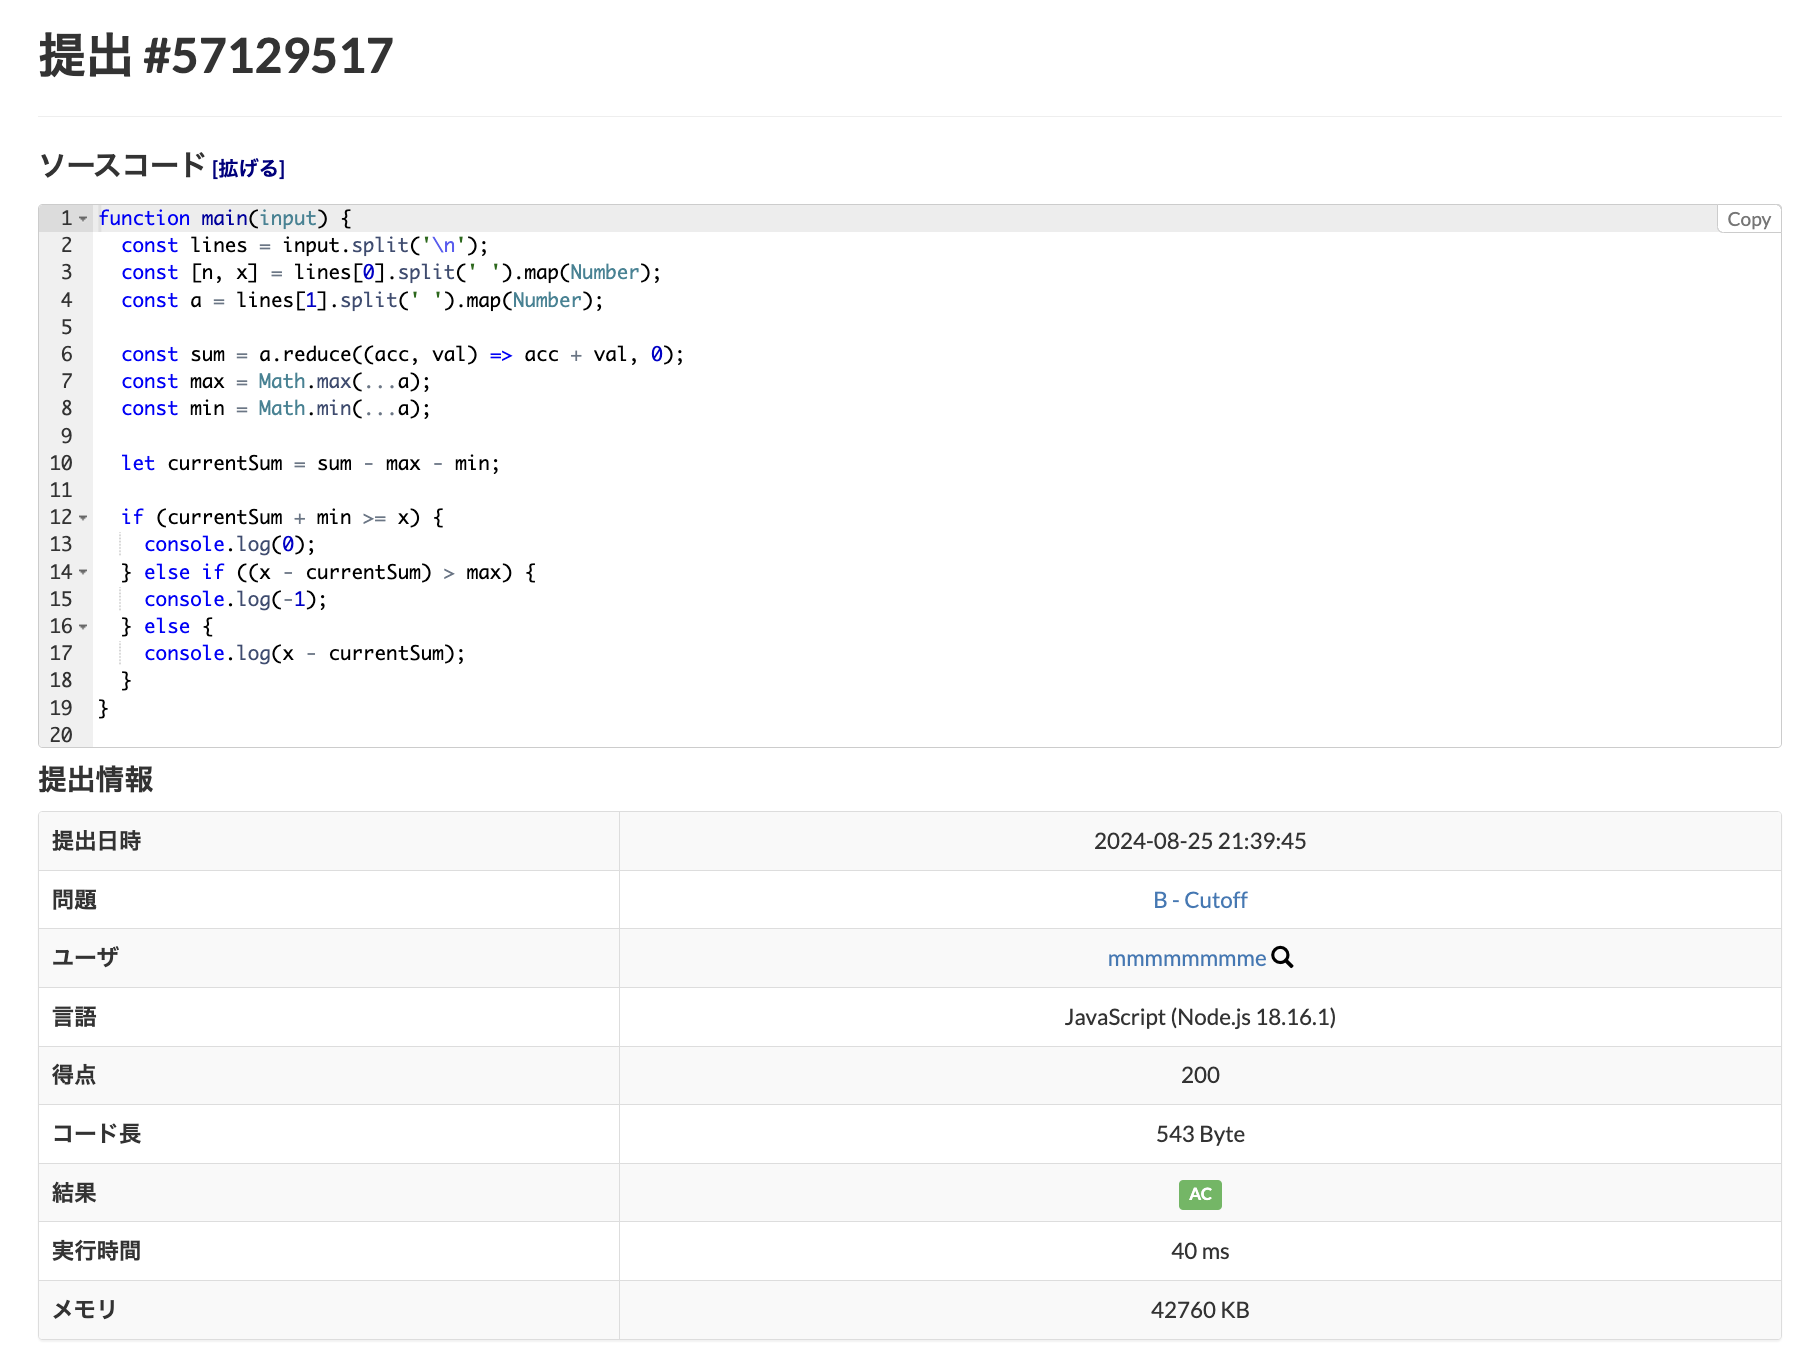 提出 #57129517
ソースコード [拡げる]
Copy
1 function main(input) {
2   const lines = input.split('\n');
3   const [n, x] = lines[0].split(' ').map(Number);
4   const a = lines[1].split(' ').map(Number);
5
6   const sum = a.reduce((acc, val) => acc + val, 0);
7   const max = Math.max(...a);
8   const min = Math.min(...a);
9
10   let currentSum = sum - max - min;
11
12   if (currentSum + min >= x) {
13     console.log(0);
14   } else if ((x - currentSum) > max) {
15     console.log(-1);
16   } else {
17     console.log(x - currentSum);
18   }
19 }
20
提出情報
提出日時 2024-08-25 21:39:45
問題 B - Cutoff
ユーザ mmmmmmmmme
言語 JavaScript (Node.js 18.16.1)
得点 200
コード長 543 Byte
結果 AC
実行時間 40 ms
メモリ 42760 KB